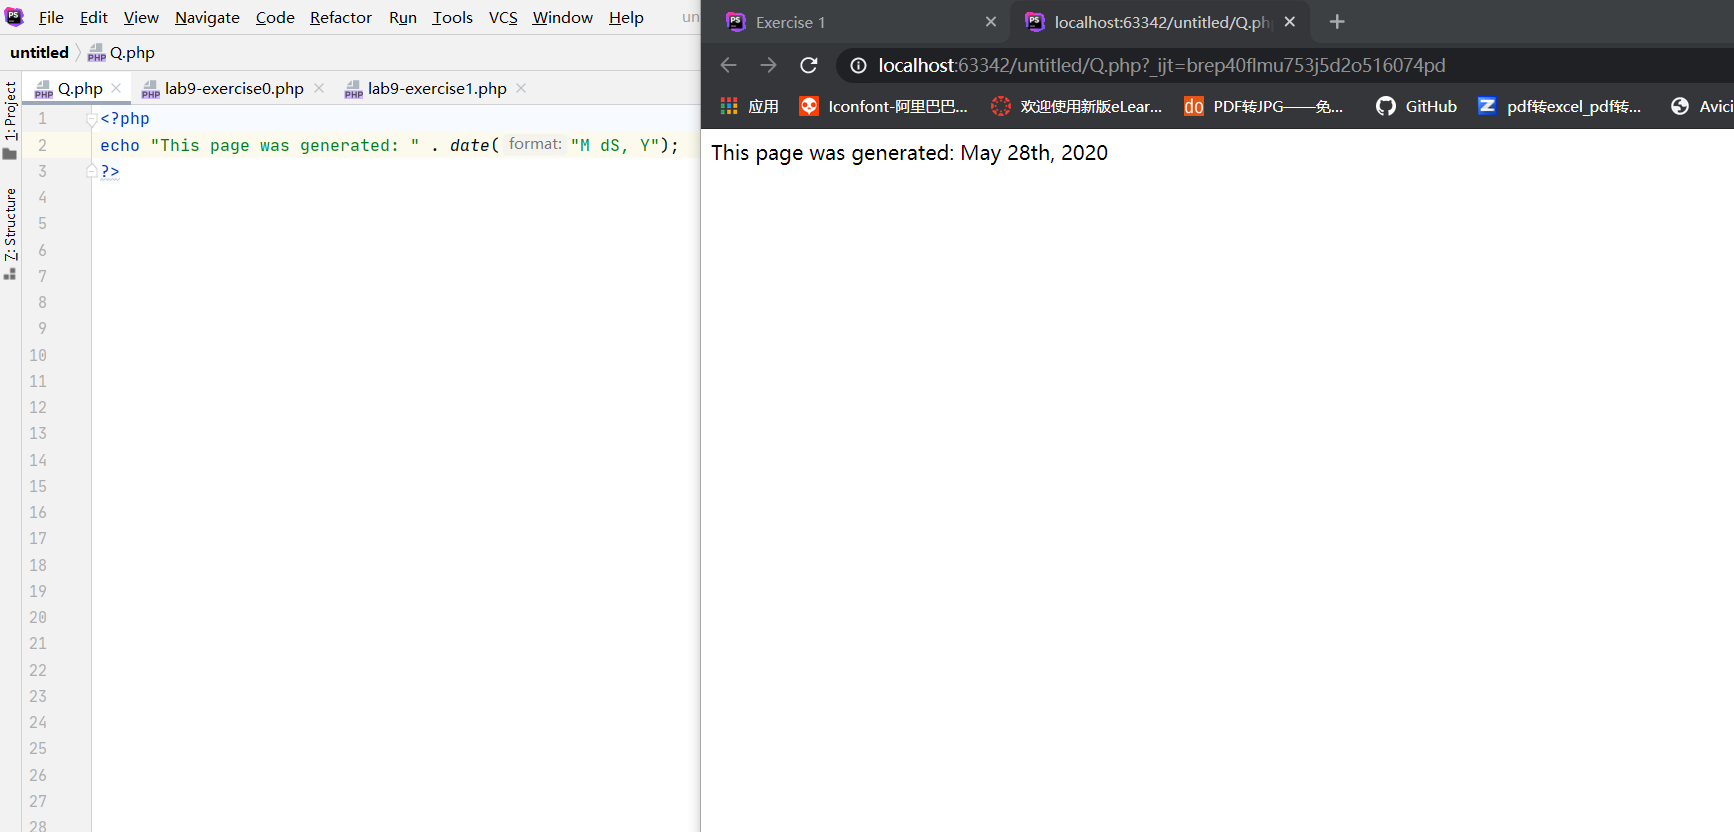 File Edit View Navigate Code Refactor Run Tools VCS Window Help un
untitled Q.php
Q.php lab9-exercise0.php lab9-exercise1.php
1: Project
Z: Structure
1 <?php
2 echo "This page was generated: " . date( format: "M dS, Y");
3 ?>
4
5
6
7
8
9
10
11
12
13
14
15
16
17
18
19
20
21
22
23
24
25
26
27
28
Exercise 1 localhost:63342/untitled/Q.ph
localhost:63342/untitled/Q.php?_ijt=brep40flmu753j5d2o516074pd
应用 Iconfont-阿里巴巴... 欢迎使用新版eLear... PDF转JPG——免... GitHub pdf转excel_pdf转... Avici
This page was generated: May 28th, 2020